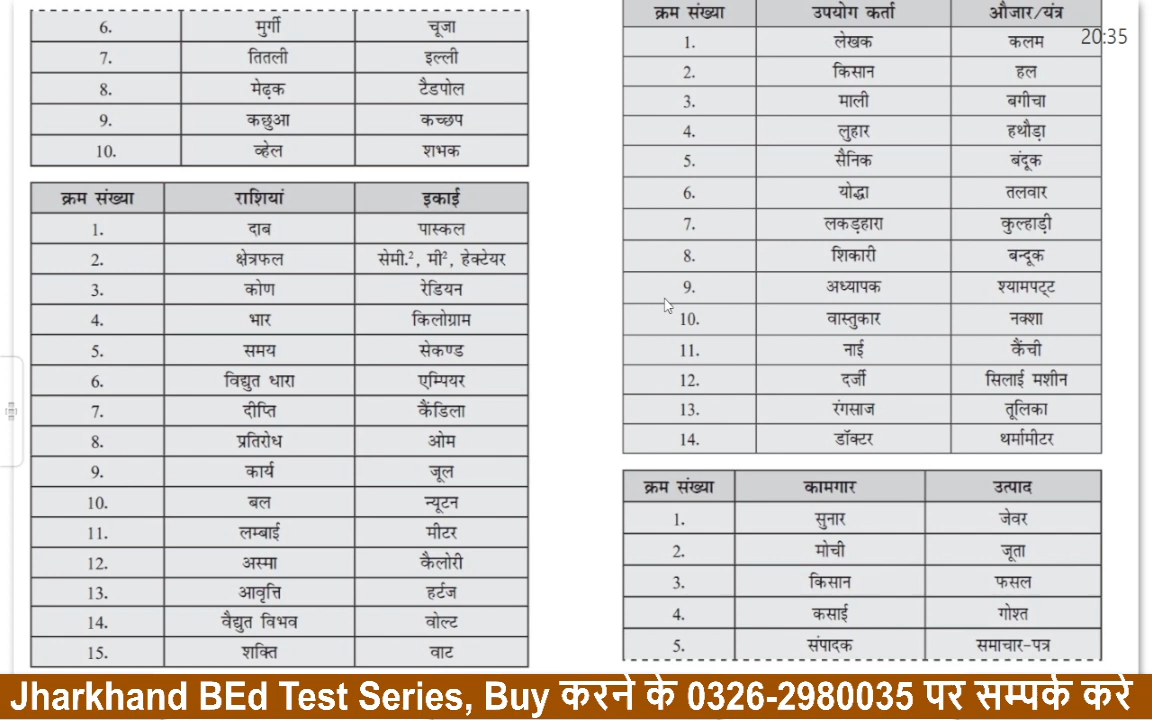 6. मुर्गी चूजा
7. तितली इल्ली
8. मेढ़क टैडपोल
9. कछुआ कच्छप
10. व्हेल शभक
क्रम संख्या राशियां इकाई
1. दाब पास्कल
2. क्षेत्रफल सेमी.², मी², हेक्टेयर
3. कोण रेडियन
4. भार किलोग्राम
5. समय सेकण्ड
6. विद्युत धारा एम्पियर
7. दीप्ति कैंडिला
8. प्रतिरोध ओम
9. कार्य जूल
10. बल न्यूटन
11. लम्बाई मीटर
12. अस्मा कैलोरी
13. आवृत्ति हर्टज
14. वैद्युत विभव वोल्ट
15. शक्ति वाट
क्रम संख्या उपयोग कर्ता औजार/यंत्र
20:35
1. लेखक कलम
2. किसान हल
3. माली बगीचा
4. लुहार हथौड़ा
5. सैनिक बंदूक
6. योद्धा तलवार
7. लकड़हारा कुल्हाड़ी
8. शिकारी बन्दूक
9. अध्यापक श्यामपट्ट
10. वास्तुकार नक्शा
11. नाई कैंची
12. दर्जी सिलाई मशीन
13. रंगसाज तूलिका
14. डॉक्टर थर्मामीटर
क्रम संख्या कामगार उत्पाद
1. सुनार जेवर
2. मोची जूता
3. किसान फसल
4. कसाई गोश्त
5. संपादक समाचार-पत्र
Jharkhand BEd Test Series, Buy करने के 0326-2980035 पर सम्पर्क करे